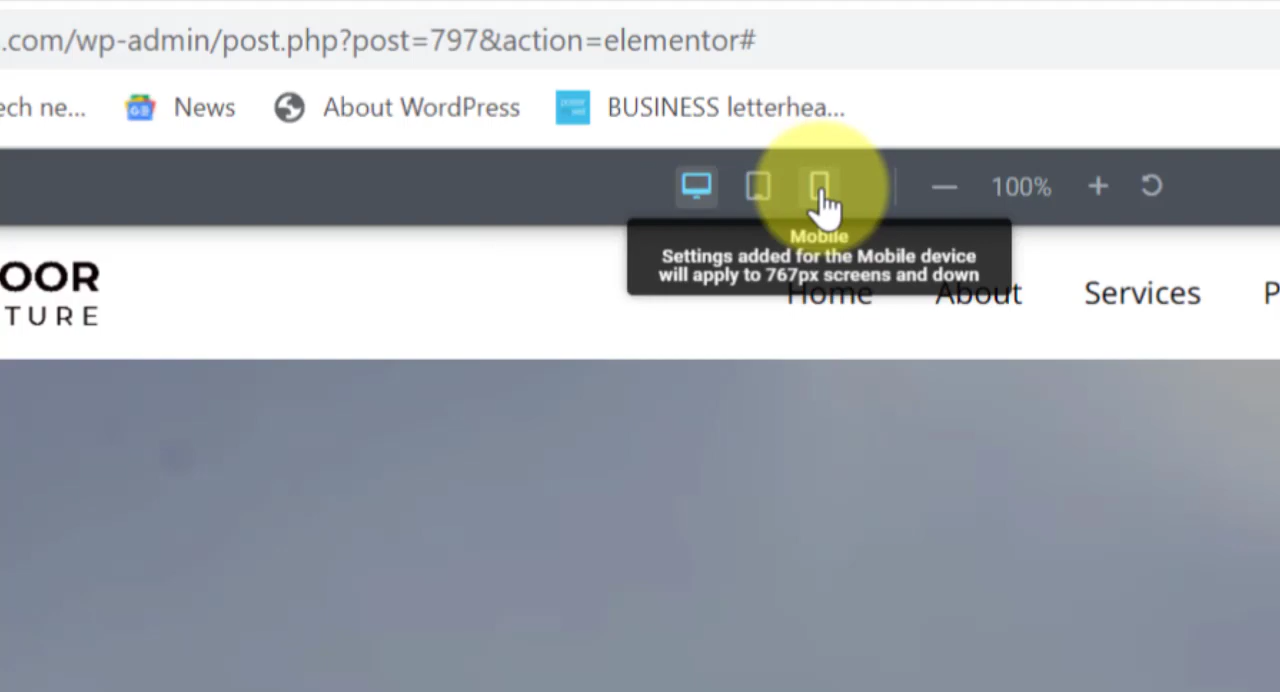 .com/wp-admin/post.php?post=797&action=elementor#
ech ne...
News
About WordPress
BUSINESS letterhea...
100%
Mobile
Settings added for the Mobile device
will apply to 767px screens and down
OOR
TURE
Home
About
Services
P